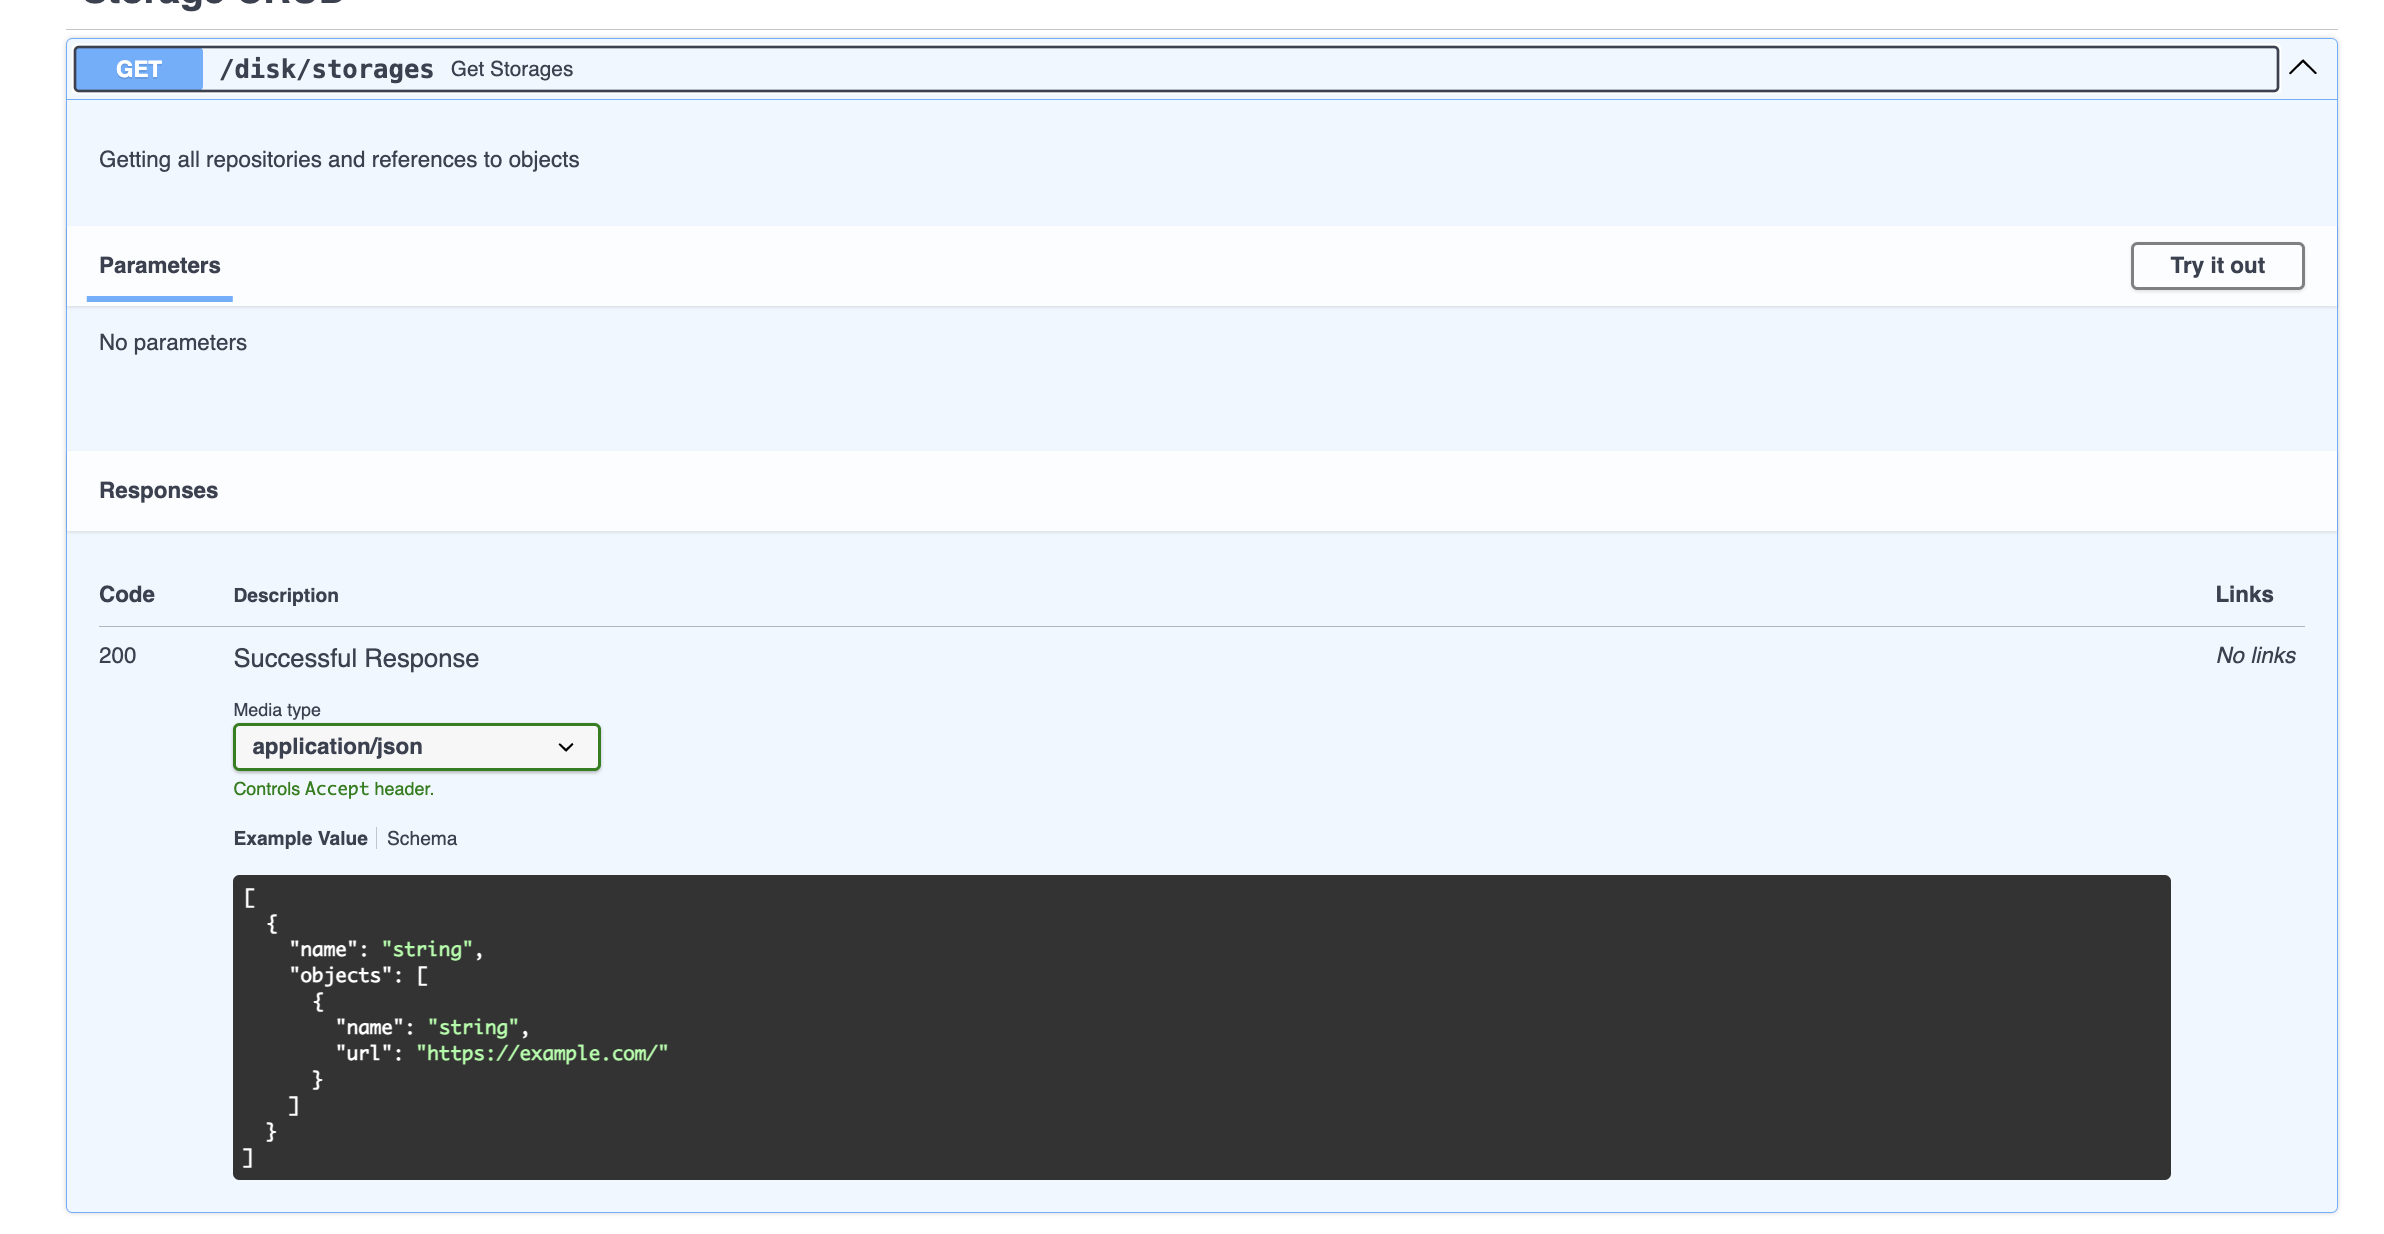 Storage CRUD
GET /disk/storages Get Storages
Getting all repositories and references to objects
Parameters
Try it out
No parameters
Responses
Code Description Links
200 Successful Response No links
Media type
application/json
Controls Accept header.
Example Value Schema
[
  {
    "name": "string",
    "objects": [
      {
        "name": "string",
        "url": "https://example.com/"
      }
    ]
  }
]